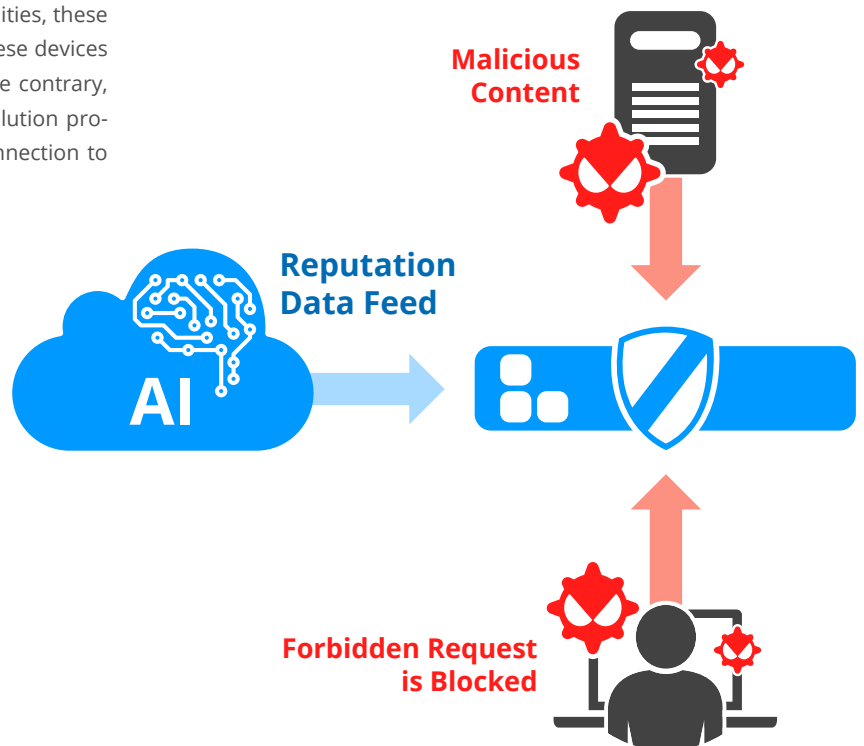 ities, these
ese devices
e contrary,
lution pro-
nnection to
Malicious
Content
Reputation
Data Feed
AI
Forbidden Request
is Blocked